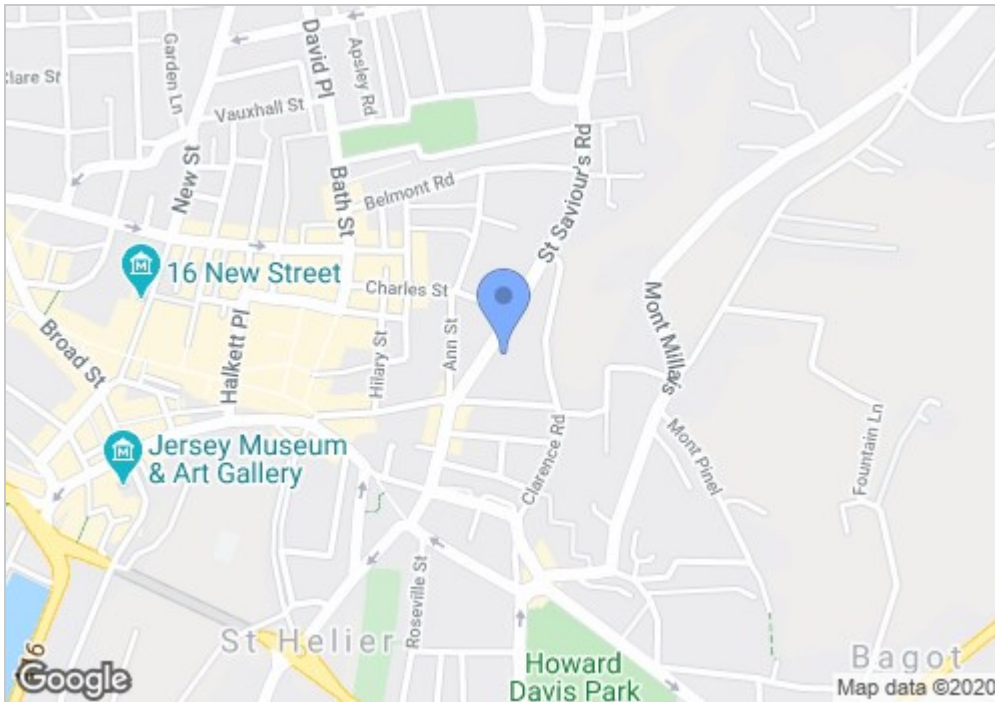 David Pl
Apsley Rd
Garden Ln
lare St
Vauxhall St
St Saviour's Rd
New St
Bath St
Belmont Rd
16 New Street
Charles St
Mont Millais
Broad St
Halkett Pl
Hilary St
Ann St
Jersey Museum
& Art Gallery
Clarence Rd
Mont Pinel
Fountain Ln
Roseville St
St Helier
Howard
Davis Park
Bagot
Google
Map data ©2020